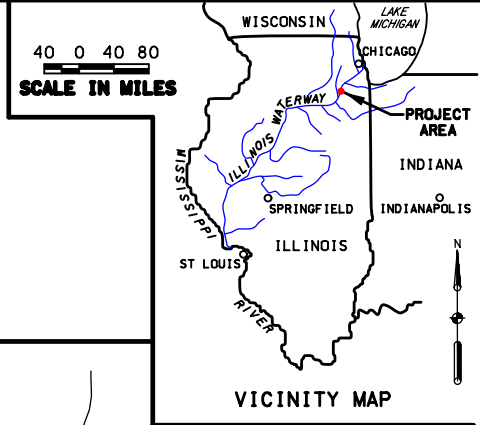 WISCONSIN
LAKE
MICHIGAN
40 0 40 80
SCALE IN MILES
CHICAGO
ILLINOIS WATERWAY
PROJECT
AREA
MISSISSIPPI
INDIANA
SPRINGFIELD
INDIANAPOLIS
ILLINOIS
N
ST LOUIS
RIVER
VICINITY MAP